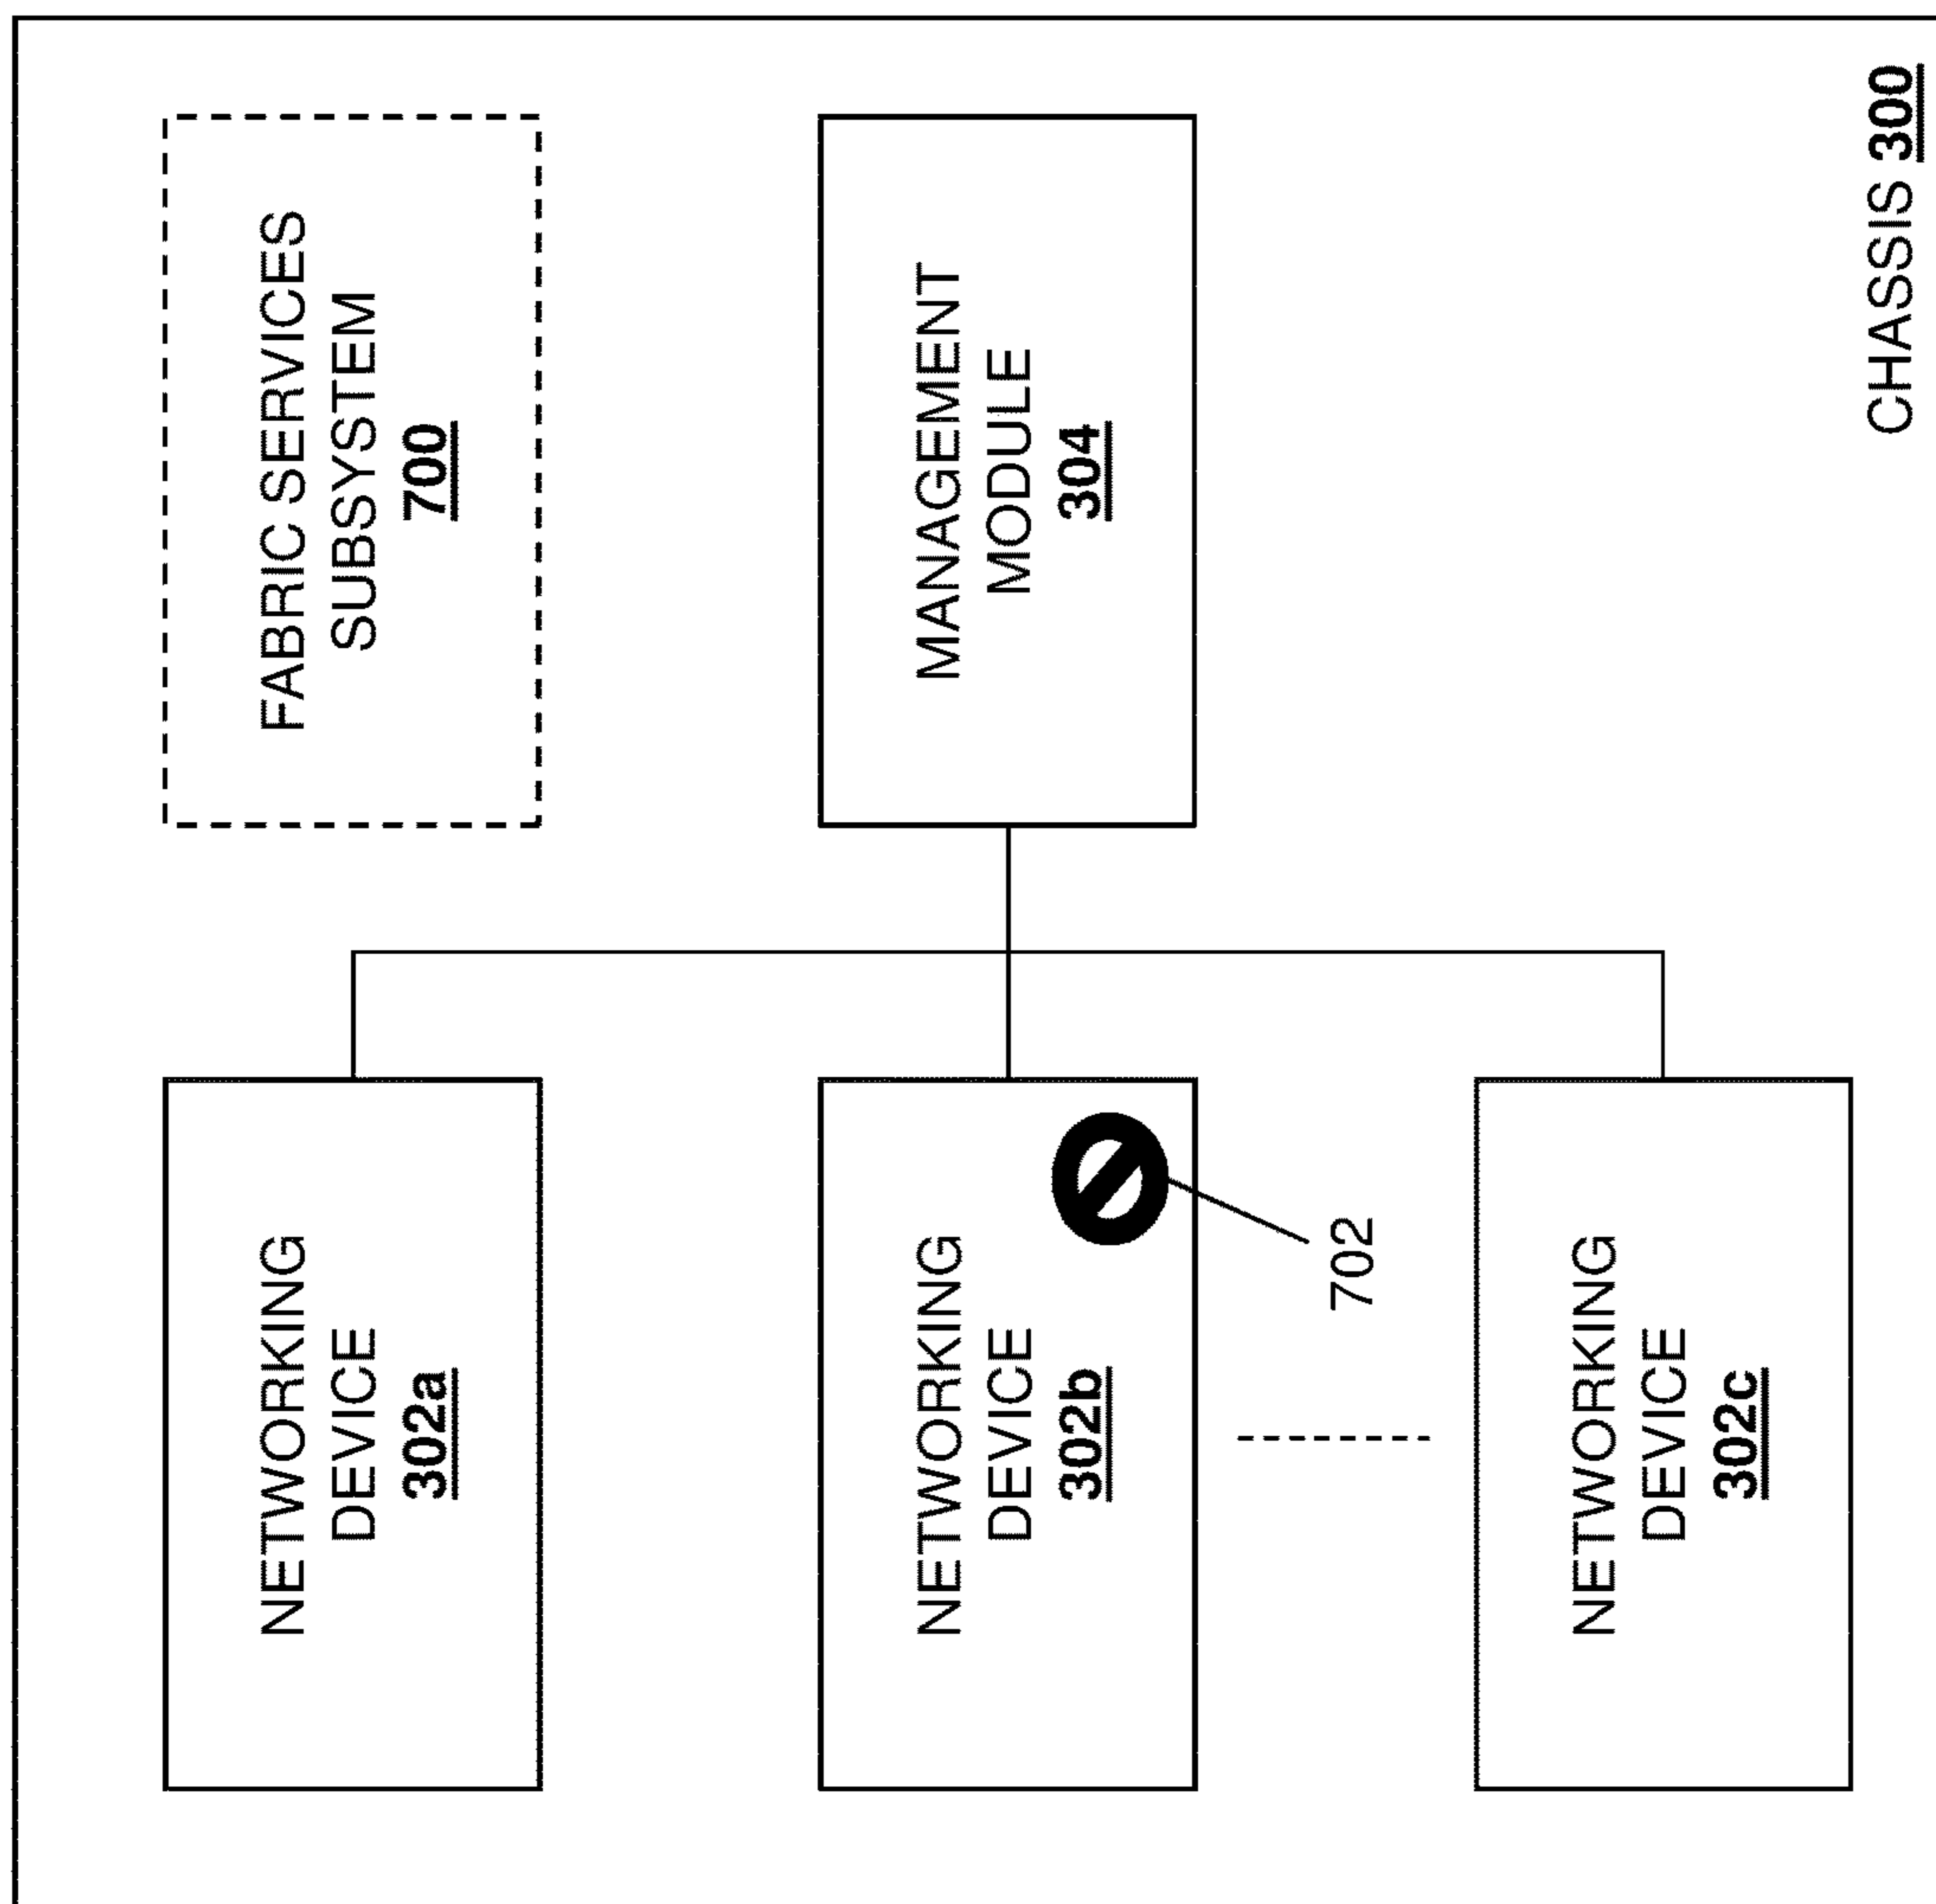 FABRIC SERVICES
SUBSYSTEM
700
MANAGEMENT
MODULE
304
CHASSIS 300
NETWORKING
DEVICE
302a
NETWORKING
DEVICE
302b
702
NETWORKING
DEVICE
302c